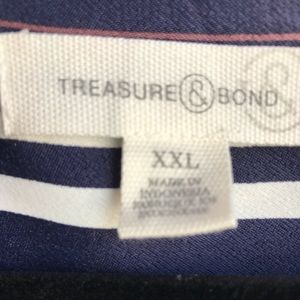 TREASURE & BOND
&
XXL
MADE IN
INDONESIA